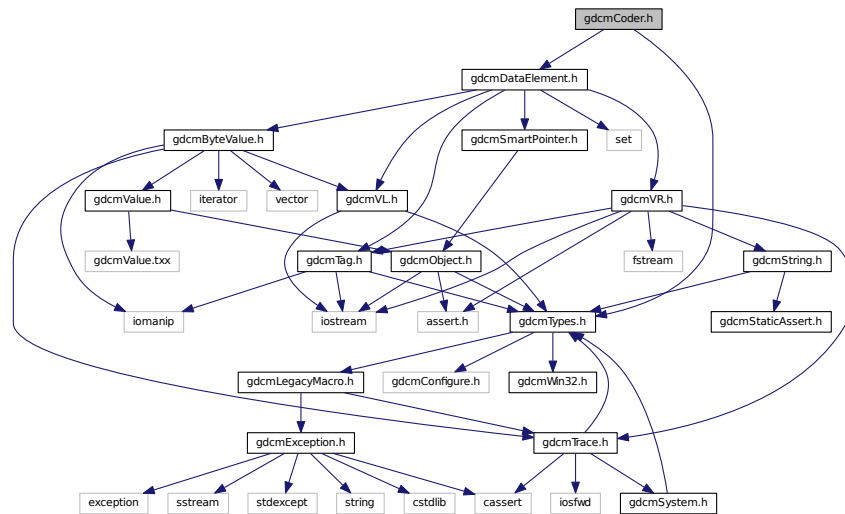 gdcmCoder.h
gdcmDataElement.h
gdcmByteValue.h
gdcmSmartPointer.h
set
gdcmValue.h
iterator
vector
gdcmVL.h
gdcmVR.h
gdcmValue.txx
gdcmTag.h
gdcmObject.h
fstream
gdcmString.h
iomanip
iostream
assert.h
gdcmTypes.h
gdcmStaticAssert.h
gdcmLegacyMacro.h
gdcmConfigure.h
gdcmWin32.h
gdcmException.h
gdcmTrace.h
exception
sstream
stdexcept
string
cstdlib
cassert
iosfwd
gdcmSystem.h